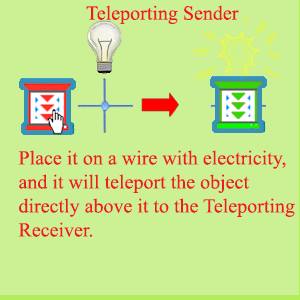 Teleporting Sender
Place it on a wire with electricity,
and it will teleport the object
directly above it to the Teleporting
Receiver.